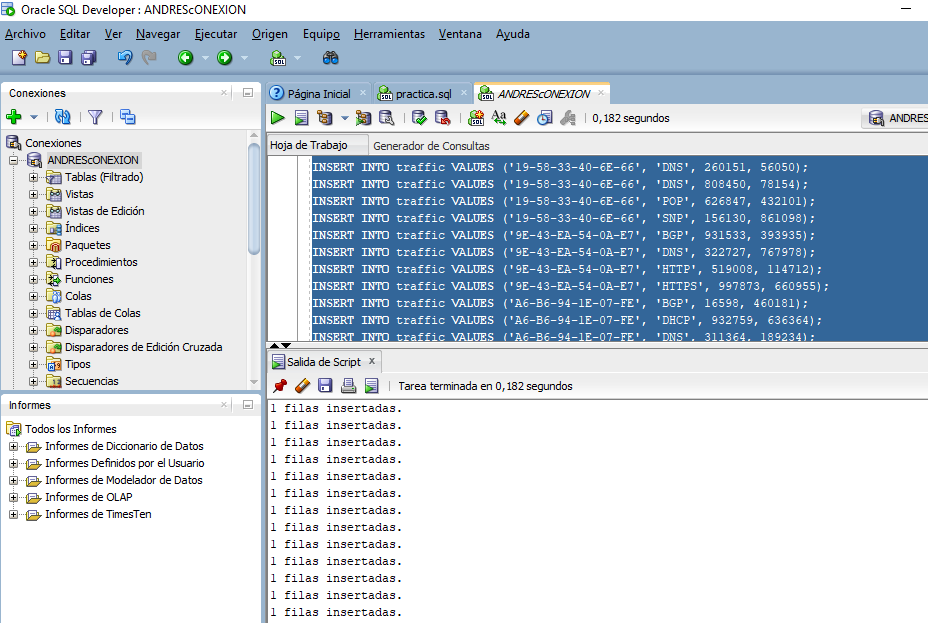 Oracle SQL Developer : ANDREScONEXION
Archivo Editar Ver Navegar Ejecutar Origen Equipo Herramientas Ventana Ayuda
Conexiones
Conexiones
ANDREScONEXION
Tablas (Filtrado)
Vistas
Vistas de Edición
Índices
Paquetes
Procedimientos
Funciones
Colas
Tablas de Colas
Disparadores
Disparadores de Edición Cruzada
Tipos
Secuencias
Informes
Todos los Informes
Informes de Diccionario de Datos
Informes Definidos por el Usuario
Informes de Modelador de Datos
Informes de OLAP
Informes de TimesTen
Página Inicial practica.sql ANDREScONEXION
0,182 segundos ANDRES
Hoja de Trabajo Generador de Consultas
INSERT INTO traffic VALUES ('19-58-33-40-6E-66', 'DNS', 260151, 56050);
INSERT INTO traffic VALUES ('19-58-33-40-6E-66', 'DNS', 808450, 78154);
INSERT INTO traffic VALUES ('19-58-33-40-6E-66', 'POP', 626847, 432101);
INSERT INTO traffic VALUES ('19-58-33-40-6E-66', 'SNP', 156130, 861098);
INSERT INTO traffic VALUES ('9E-43-EA-54-0A-E7', 'BGP', 931533, 393935);
INSERT INTO traffic VALUES ('9E-43-EA-54-0A-E7', 'DNS', 322727, 767978);
INSERT INTO traffic VALUES ('9E-43-EA-54-0A-E7', 'HTTP', 519008, 114712);
INSERT INTO traffic VALUES ('9E-43-EA-54-0A-E7', 'HTTPS', 997873, 660955);
INSERT INTO traffic VALUES ('A6-B6-94-1E-07-FE', 'BGP', 16598, 460181);
INSERT INTO traffic VALUES ('A6-B6-94-1E-07-FE', 'DHCP', 932759, 636364);
INSERT INTO traffic VALUES ('A6-B6-94-1E-07-FE', 'DNS', 311364, 189234);
Salida de Script
Tarea terminada en 0,182 segundos
1 filas insertadas.
1 filas insertadas.
1 filas insertadas.
1 filas insertadas.
1 filas insertadas.
1 filas insertadas.
1 filas insertadas.
1 filas insertadas.
1 filas insertadas.
1 filas insertadas.
1 filas insertadas.
1 filas insertadas.
1 filas insertadas.